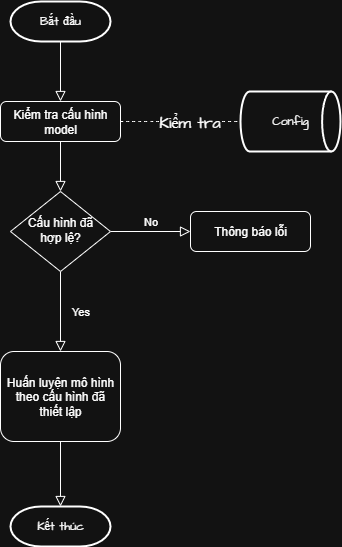 Bắt đầu
Kiểm tra cấu hình
model
Kiểm tra
Config
Cấu hình đã
hợp lệ?
No
Thông báo lỗi
Yes
Huấn luyện mô hình
theo cấu hình đã
thiết lập
Kết thúc